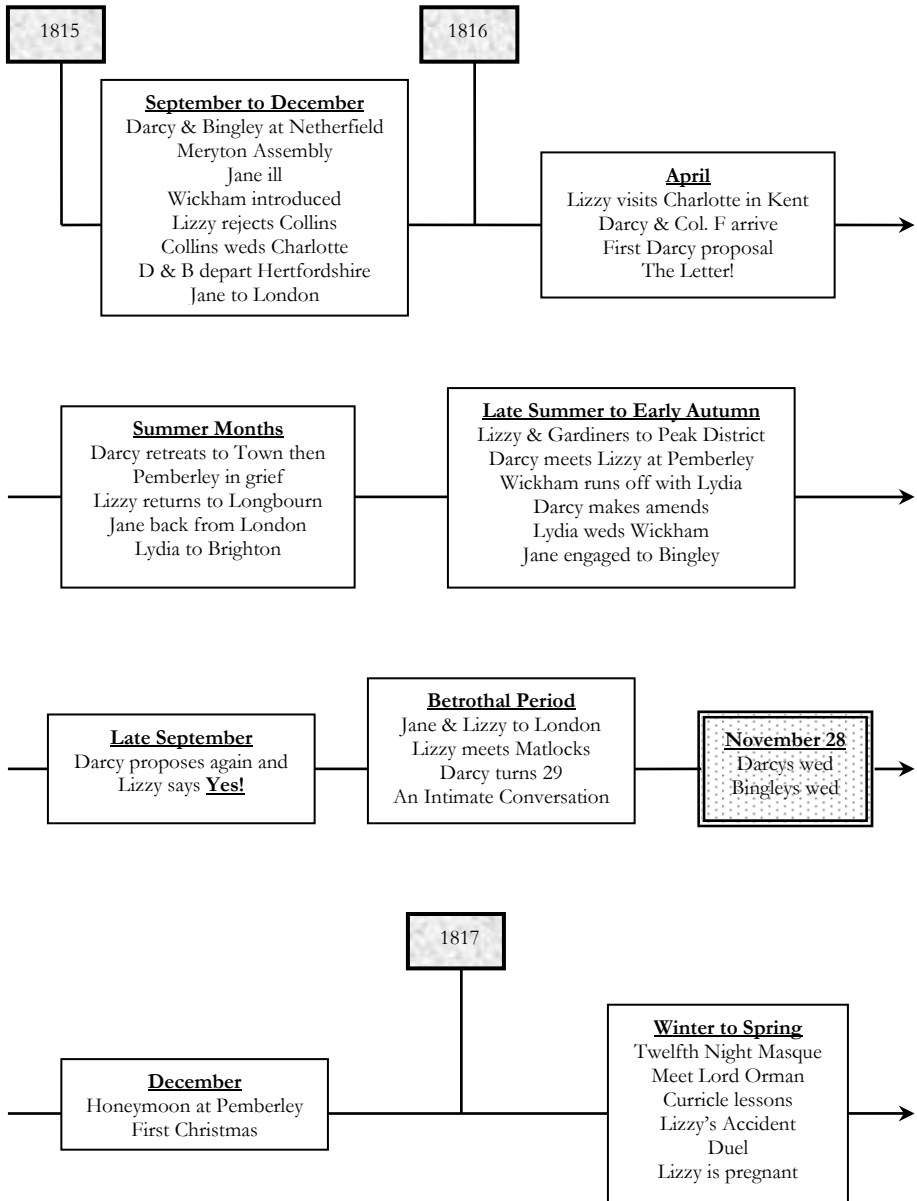 1815
1816
September to December
Darcy & Bingley at Netherfield
Meryton Assembly
Jane ill
Wickham introduced
Lizzy rejects Collins
Collins weds Charlotte
D & B depart Hertfordshire
Jane to London
April
Lizzy visits Charlotte in Kent
Darcy & Col. F arrive
First Darcy proposal
The Letter!
Summer Months
Darcy retreats to Town then
Pemberley in grief
Lizzy returns to Longbourn
Jane back from London
Lydia to Brighton
Late Summer to Early Autumn
Lizzy & Gardiners to Peak District
Darcy meets Lizzy at Pemberley
Wickham runs off with Lydia
Darcy makes amends
Lydia weds Wickham
Jane engaged to Bingley
Late September
Darcy proposes again and
Lizzy says Yes!
Betrothal Period
Jane & Lizzy to London
Lizzy meets Matlocks
Darcy turns 29
An Intimate Conversation
November 28
Darcys wed
Bingleys wed
1817
December
Honeymoon at Pemberley
First Christmas
Winter to Spring
Twelfth Night Masque
Meet Lord Orman
Curricle lessons
Lizzy's Accident
Duel
Lizzy is pregnant